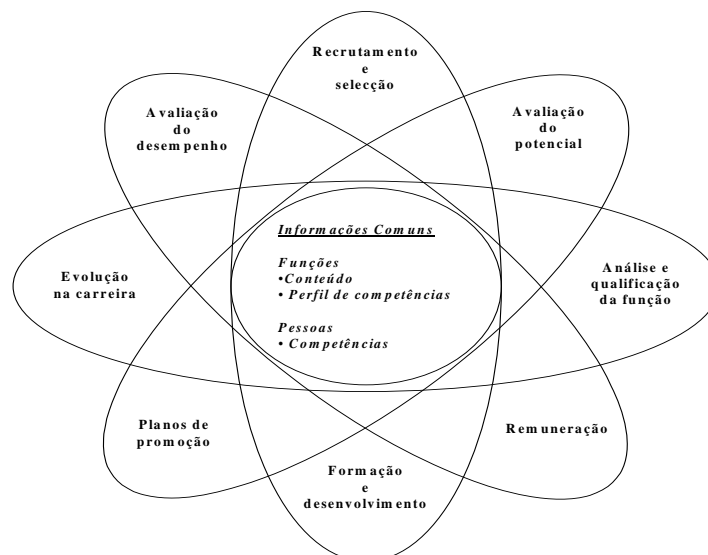 Recrutamento
e
selecção
Avaliação
do
desempenho
Avaliação
do
potencial
Informações Comuns
Funções
•Conteúdo
• Perfil de competências
Pessoas
• Competências
Evolução
na carreira
Análise e
qualificação
da função
Planos de
promoção
Remuneração
Formação
e
desenvolvimento